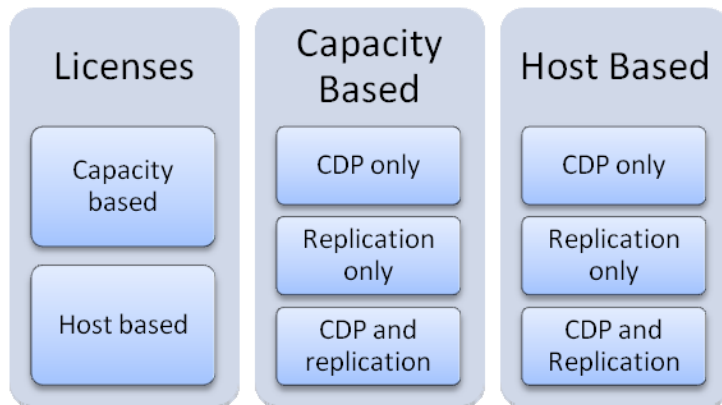 Licenses
Capacity
based
Host based
Capacity
Based
CDP only
Replication
only
CDP and
replication
Host Based
CDP only
Replication
only
CDP and
Replication